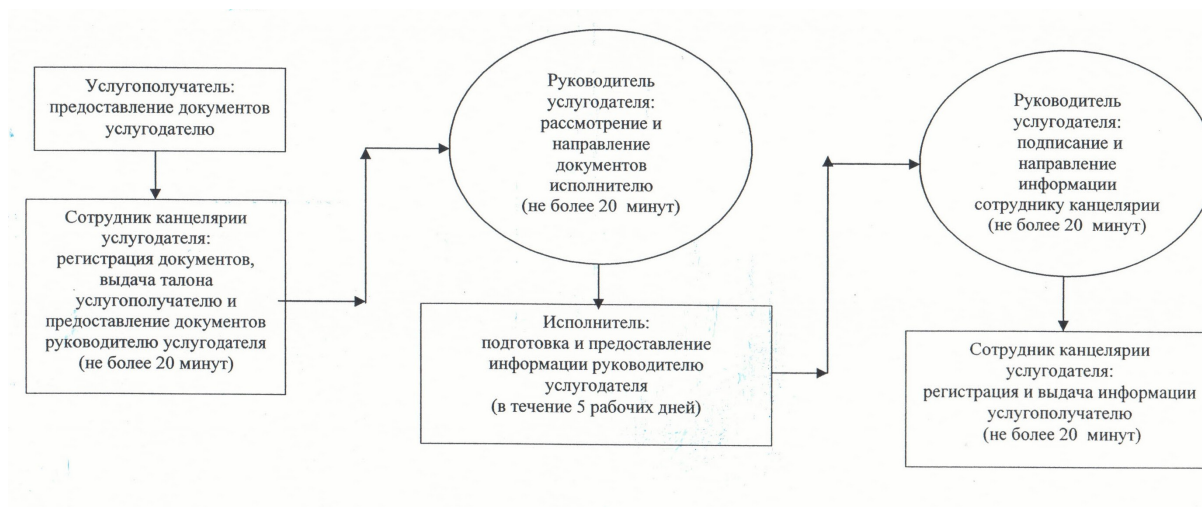 Услугополучатель:
предоставление документов
услугодателю
Сотрудник канцелярии
услугодателя:
регистрация документов,
выдача талона
услугополучателю и
предоставление документов
руководителю услугодателя
(не более 20 минут)
Руководитель
услугодателя:
рассмотрение и
направление
документов
исполнителю
(не более 20 минут)
Исполнитель:
подготовка и предоставление
информации руководителю
услугодателя
(в течение 5 рабочих дней)
Руководитель
услугодателя:
подписание и
направление
информации
сотруднику канцелярии
(не более 20 минут)
Сотрудник канцелярии
услугодателя:
регистрация и выдача информации
услугополучателю
(не более 20 минут)